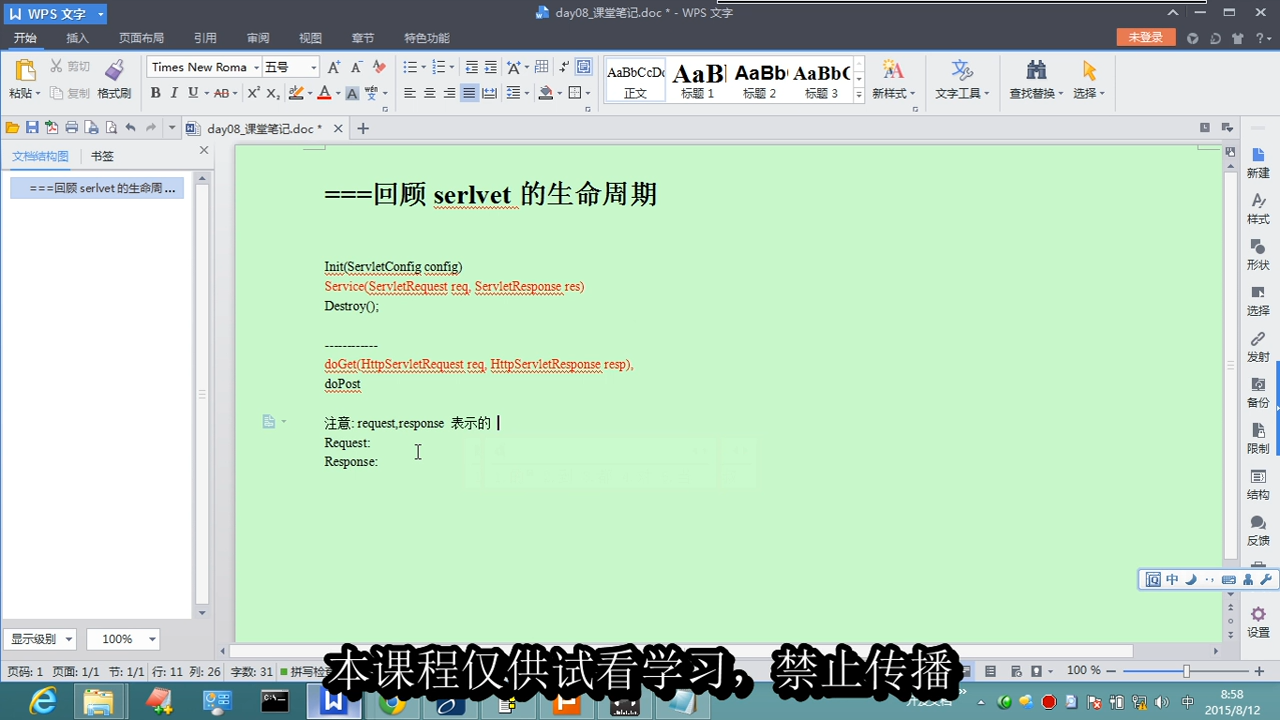 WPS 文字
day08_课堂笔记.doc * - WPS 文字
开始 插入 页面布局 引用 审阅 视图 章节 特色功能 未登录
粘贴 剪切 复制 格式刷
Times New Roma 五号
AaBbCcDc AaBl AaBb( AaBbC
正文 标题 1 标题 2 标题 3
新样式 文字工具 查找替换 选择
day08_课堂笔记.doc *
文档结构图 书签
===回顾 serlvet 的生命周 ...
===回顾 serlvet 的生命周期
Init(ServletConfig config)
Service(ServletRequest req, ServletResponse res)
Destroy();
------------
doGet(HttpServletRequest req, HttpServletResponse resp),
doPost
注意: request,response 表示的
Request:
Response:
新建
样式
形状
选择
发射
备份
限制
结构
反馈
设置
中
显示级别 100%
页码: 1 页面: 1/1 节: 1/1 行: 11 列: 26 字数: 31 拼写检
100 %
本课程仅供试看学习，禁止传播
中
8:58
2015/8/12